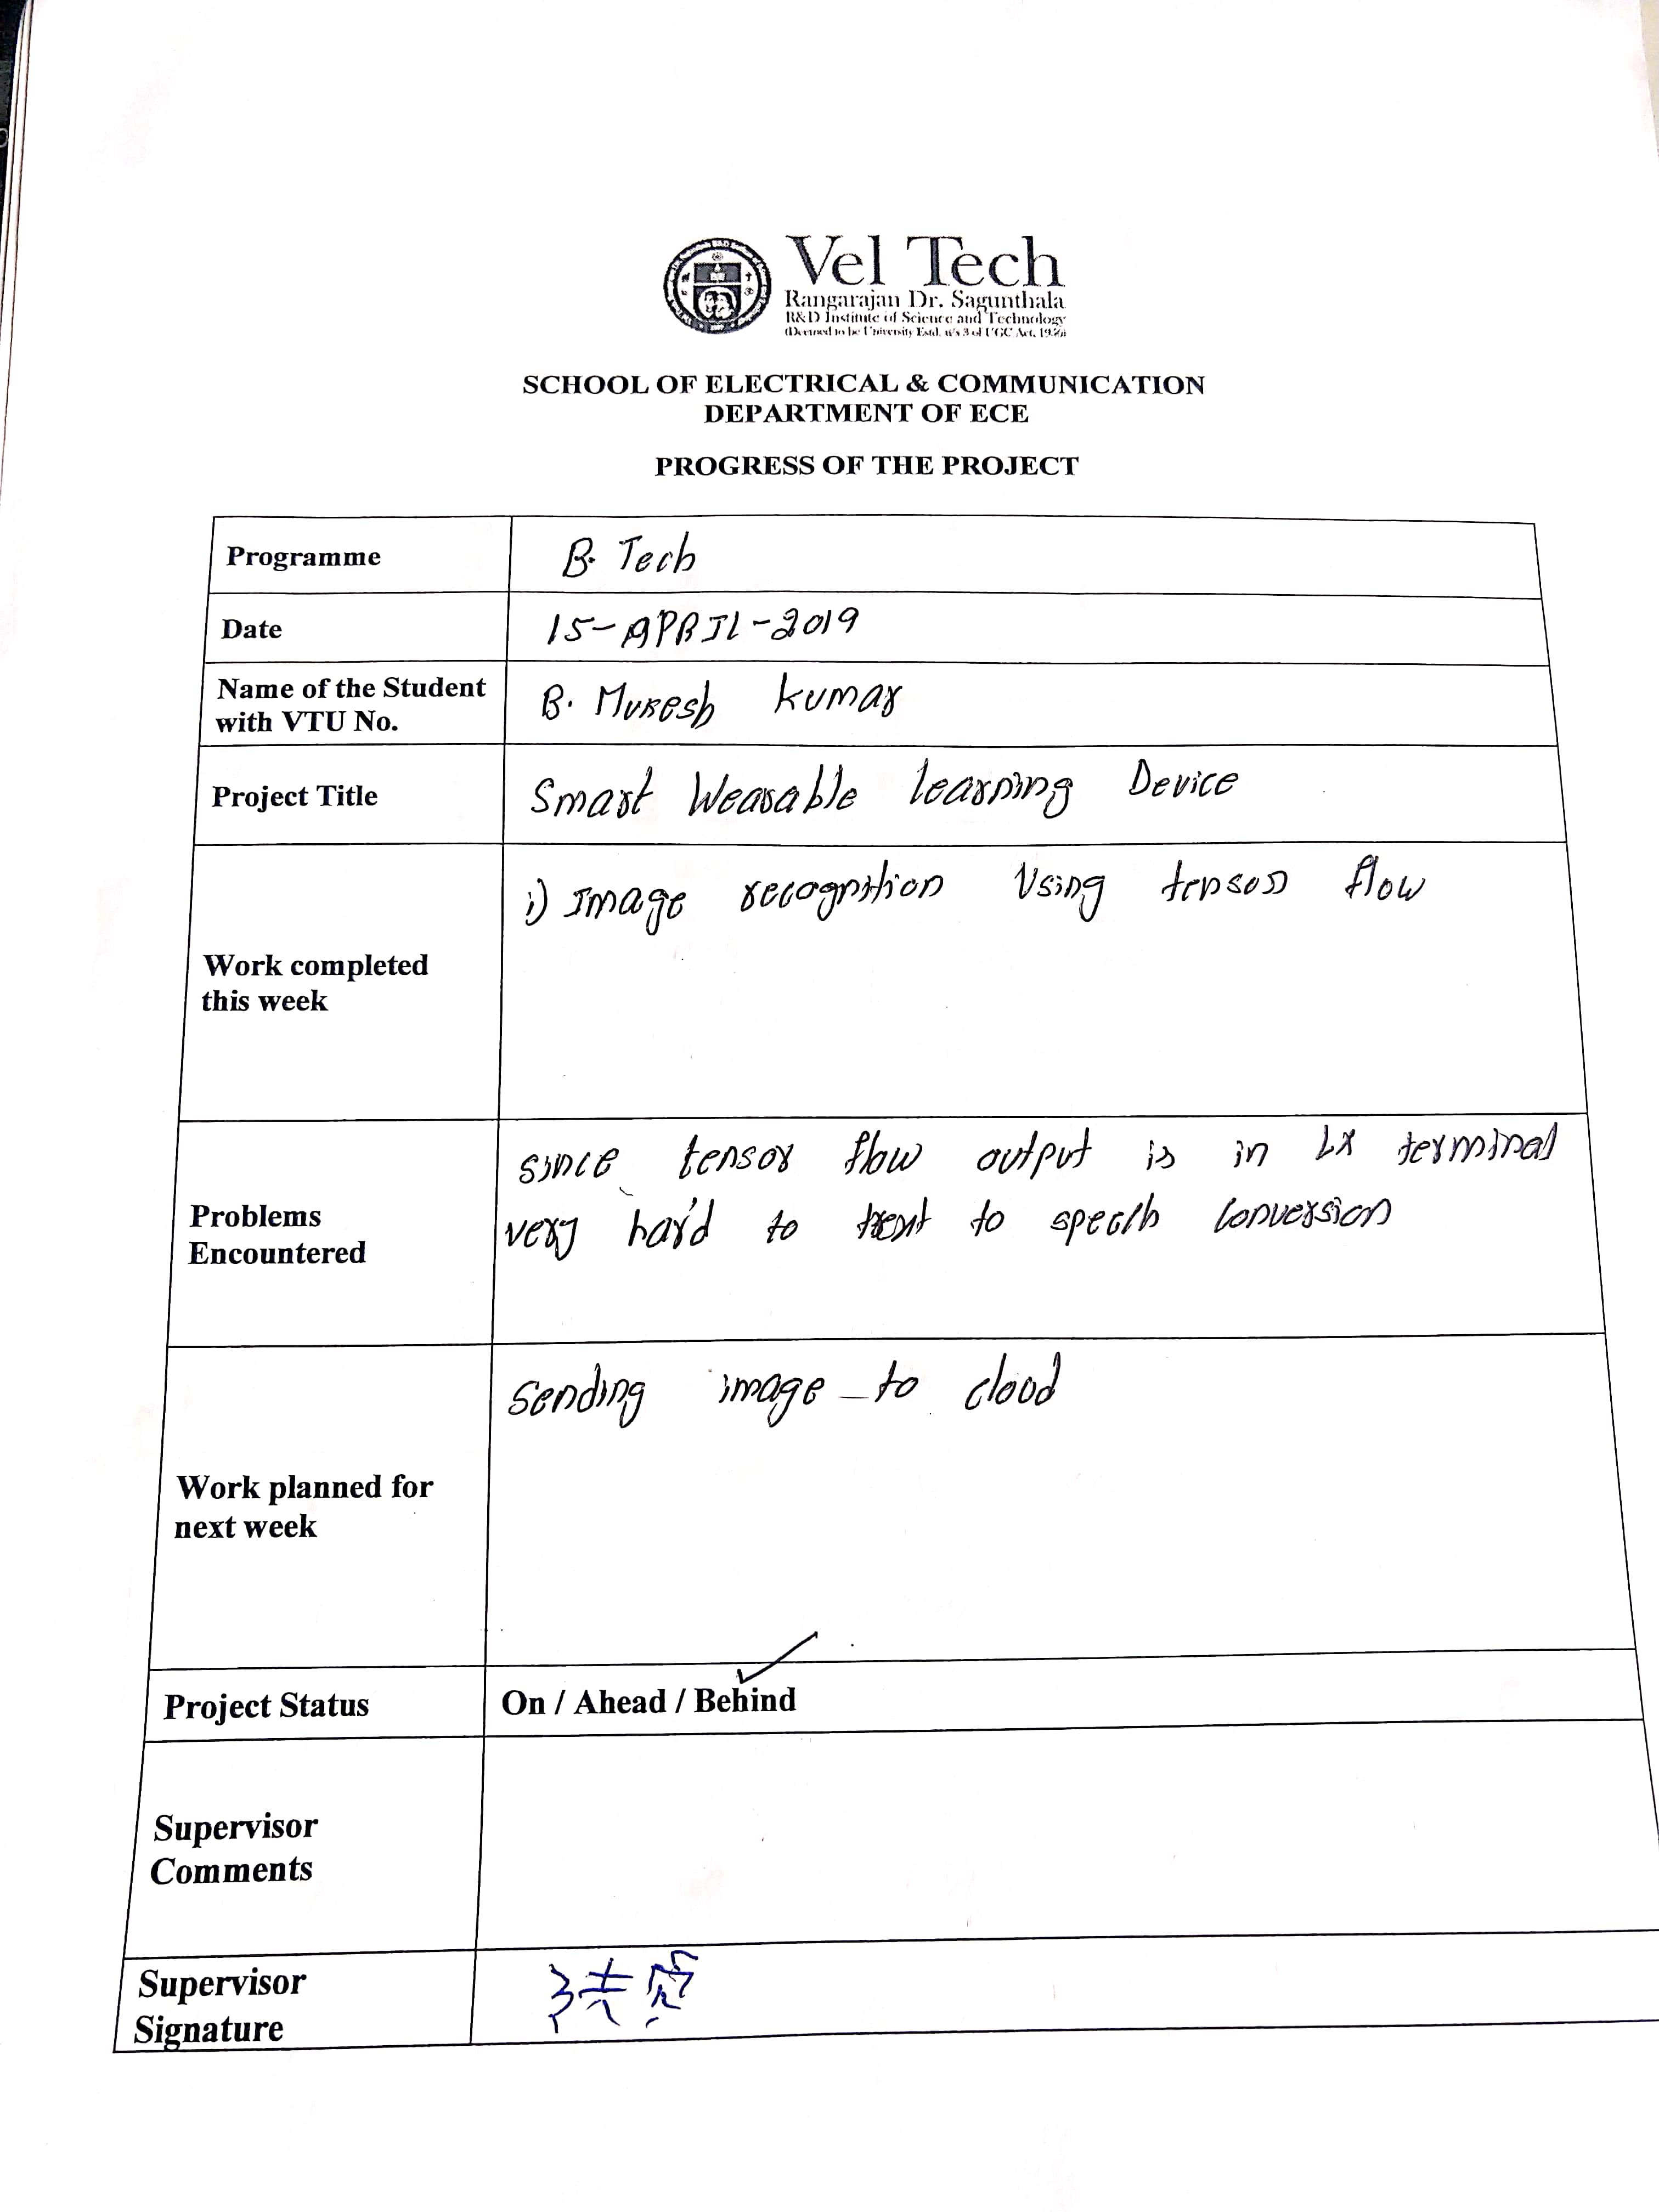 Vel Tech
Rangarajan Dr. Sagunthala
R&D Institute of Science and Technology
(Deemed to be University Estd. u/s 3 of UGC Act, 1956)
SCHOOL OF ELECTRICAL & COMMUNICATION
DEPARTMENT OF ECE
PROGRESS OF THE PROJECT
Programme
B. Tech
Date
15-APRIL-2019
Name of the Student
with VTU No.
B. Mukesh kumar
Project Title
Smart Wearable learning Device
Work completed
this week
i) Image recognition Using tenson flow
Problems
Encountered
since tensor flow output is in LX terminal
very hard to text to speech conversion
Work planned for
next week
sending image to cloud
Project Status
On / Ahead / Behind
Supervisor
Comments
Supervisor
Signature